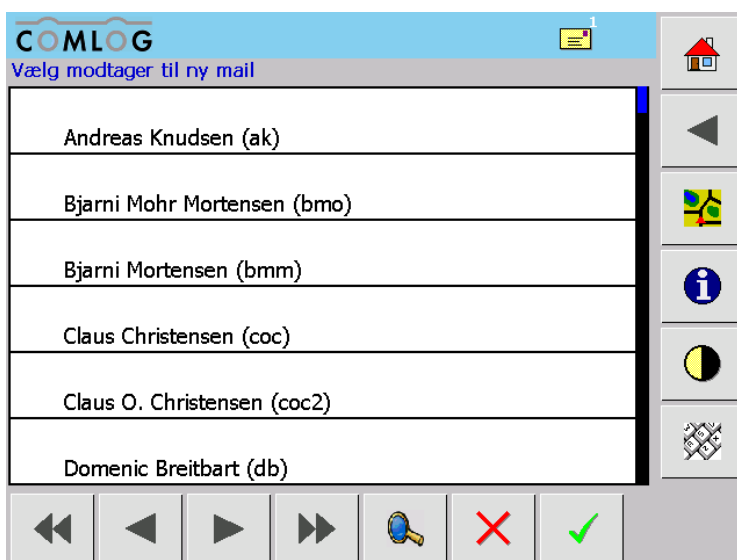 COMLOG
1
Vælg modtager til ny mail
Andreas Knudsen (ak)
Bjarni Mohr Mortensen (bmo)
Bjarni Mortensen (bmm)
Claus Christensen (coc)
Claus O. Christensen (coc2)
Domenic Breitbart (db)